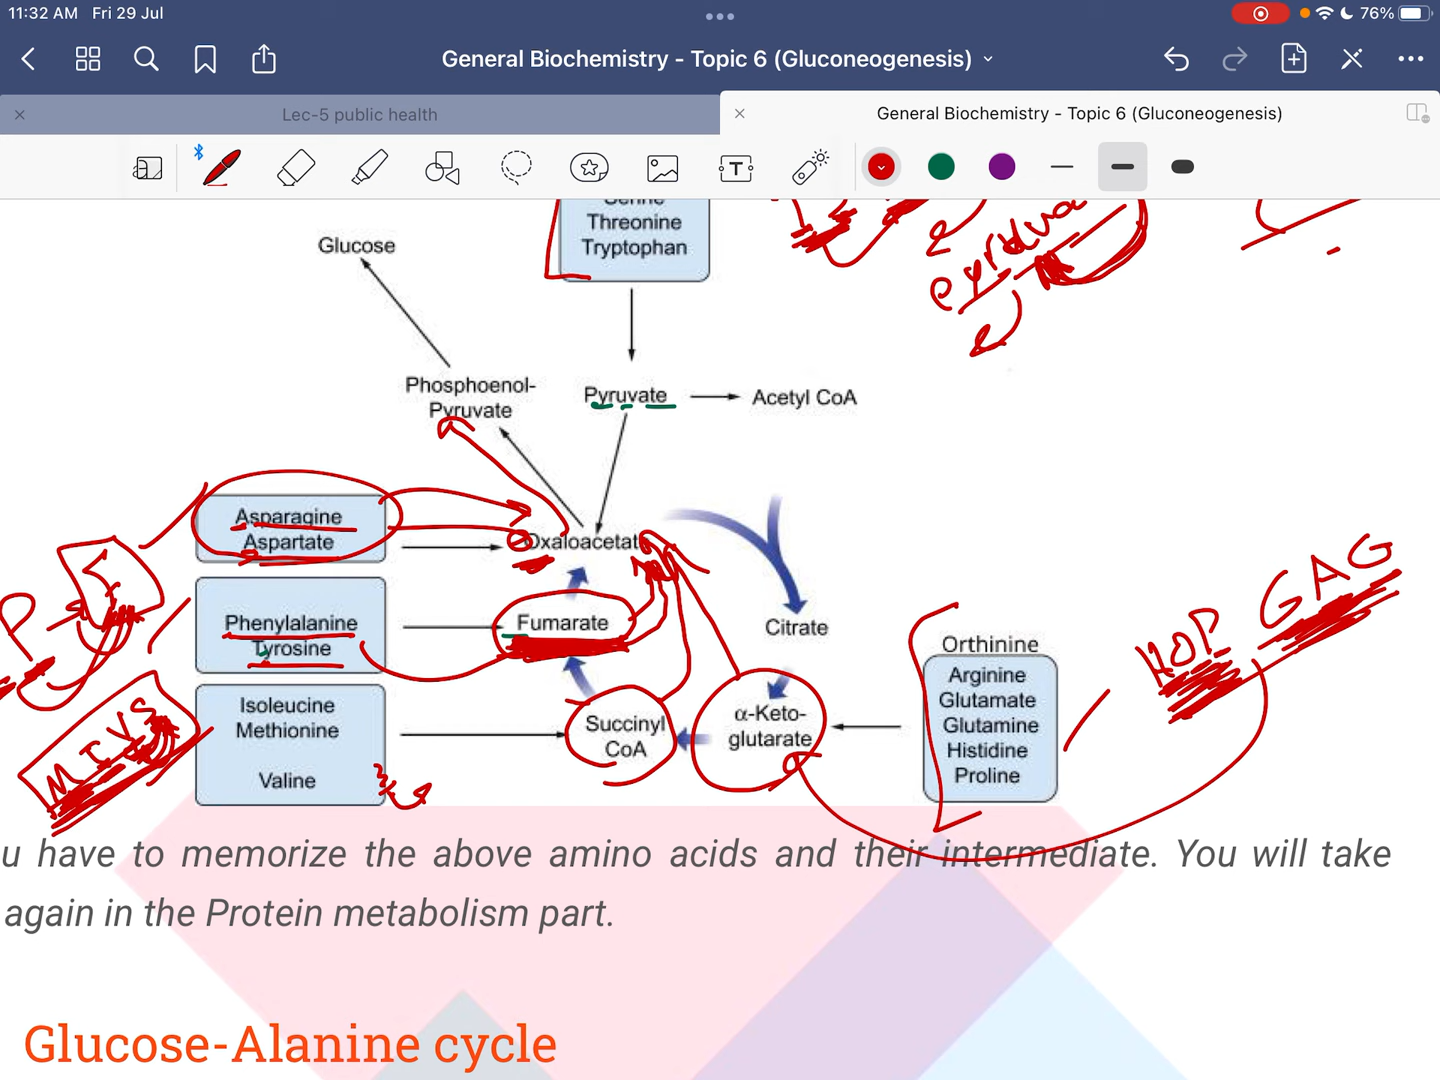 11:32 AM Fri 29 Jul
76%
General Biochemistry - Topic 6 (Gluconeogenesis)
Lec-5 public health
General Biochemistry - Topic 6 (Gluconeogenesis)
Serine
Threonine
Tryptophan
Glucose
Phosphoenol-
Pyruvate
Pyruvate
Acetyl CoA
Asparagine
Aspartate
Oxaloacetate
Phenylalanine
Tyrosine
Fumarate
Citrate
Isoleucine
Methionine
Valine
Succinyl
CoA
α-Keto-
glutarate
Orthinine
Arginine
Glutamate
Glutamine
Histidine
Proline
HOP GAG
MIVS
u have to memorize the above amino acids and their intermediate. You will take
again in the Protein metabolism part.
Glucose-Alanine cycle